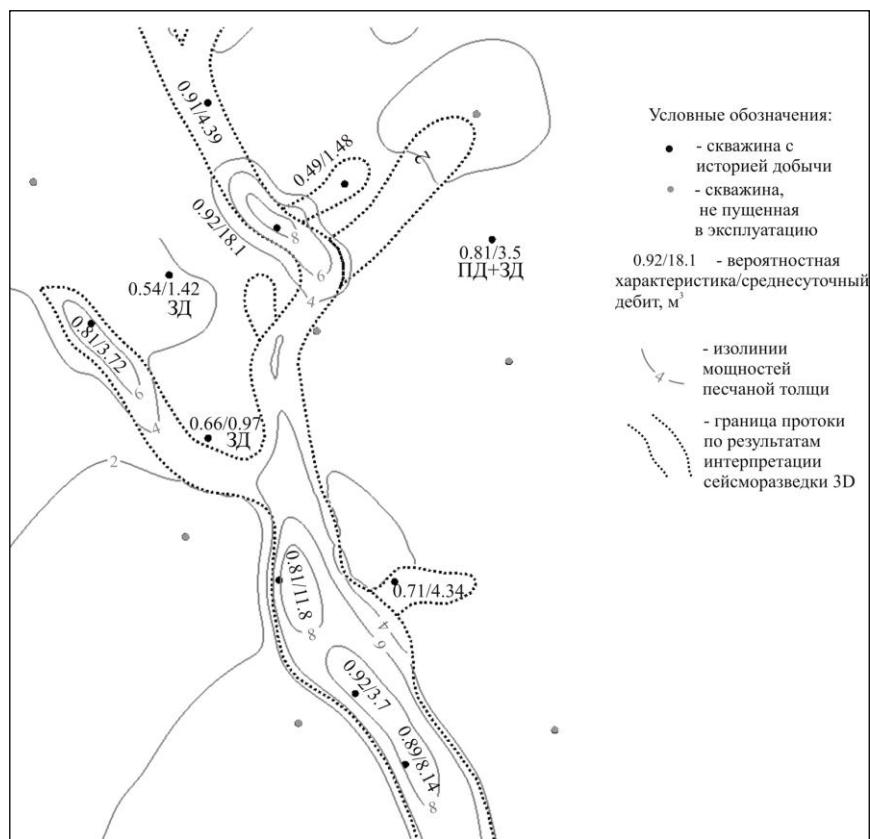 0.91/4.39
0.49/1.48
2
0.92/18.1
8
6
4
0.81/3.5
ПД+ЗД
0.54/1.42
ЗД
0.81/3.72
6
4
0.66/0.97
ЗД
2
0.81/11.8
8
0.71/4.34
4
6
0.92/3.7
0.89/8.14
8
Условные обозначения:
- скважина с
историей добычи
- скважина,
не пущенная
в эксплуатацию
0.92/18.1 - вероятностная
характеристика/среднесуточный
дебит, м³
4
- изолинии
мощностей
песчаной толщи
- граница протоки
по результатам
интерпретации
сейсморазведки 3D